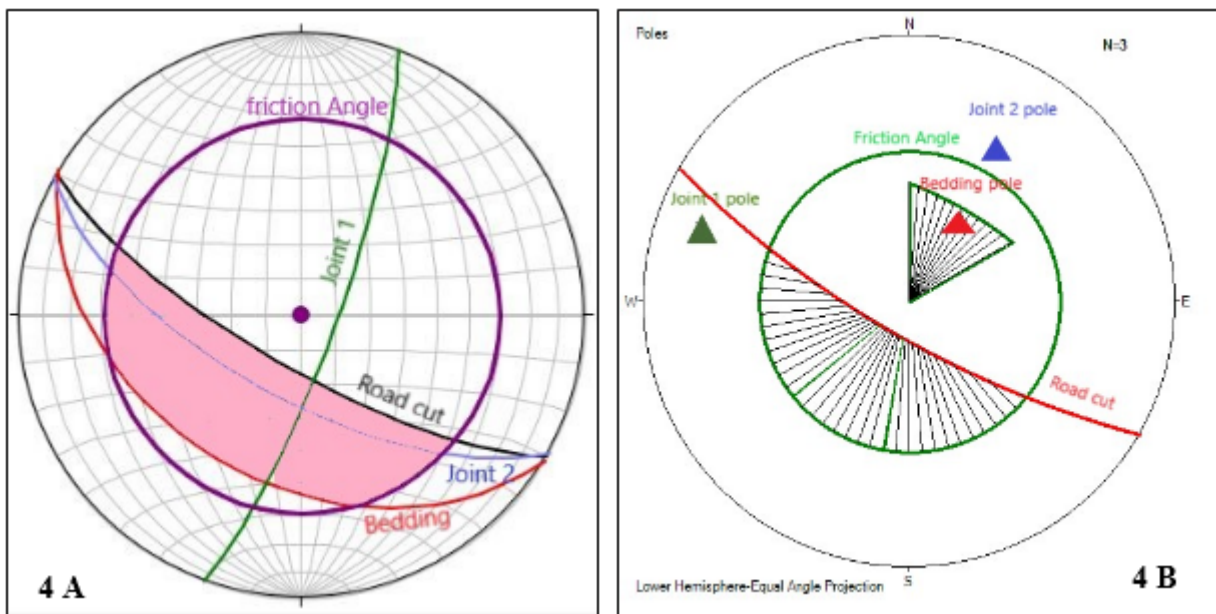 friction Angle
Joint 1
Road cut
Joint 2
Bedding
4 A
Poles
N
N=3
Joint 2 pole
Friction Angle
Bedding pole
Joint 1 pole
W
E
Road cut
S
Lower Hemisphere-Equal Angle Projection
4 B